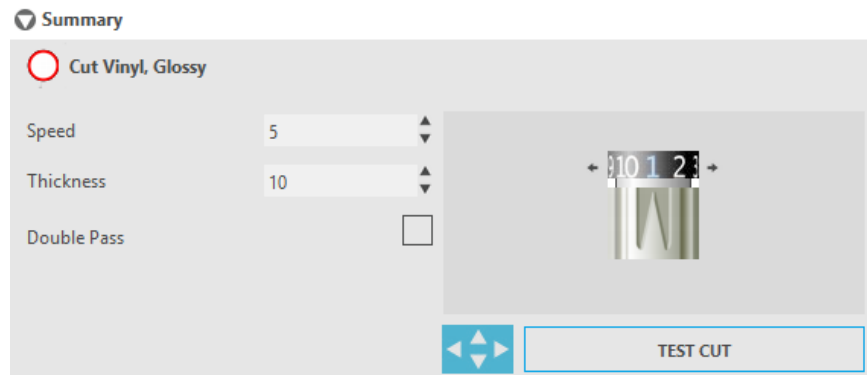 Summary
Cut Vinyl, Glossy
Speed 5
Thickness 10
Double Pass
10 1 2
TEST CUT